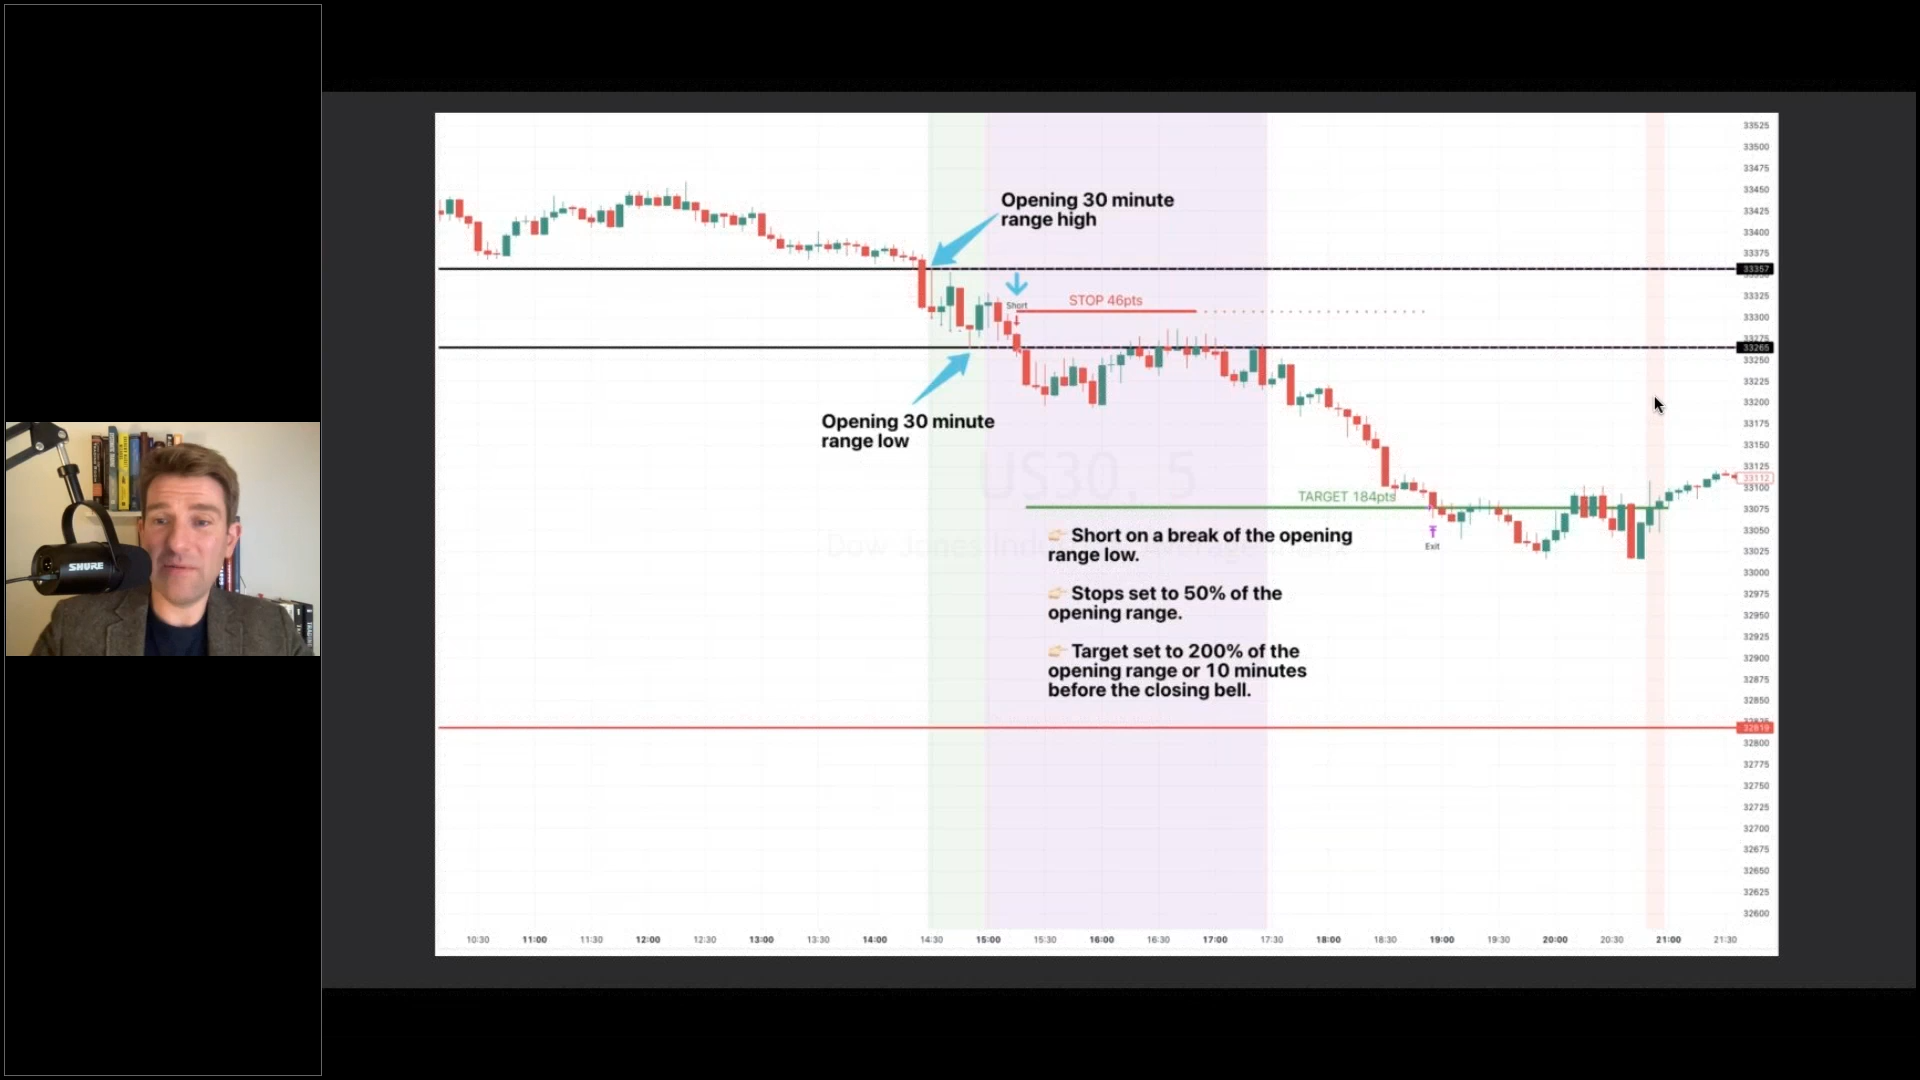 Opening 30 minute
range high
Short
STOP 46pts
Opening 30 minute
range low
US30, 5
TARGET 184pts
Exit
👉🏻 Short on a break of the opening
range low.
👉🏻 Stops set to 50% of the
opening range.
👉🏻 Target set to 200% of the
opening range or 10 minutes
before the closing bell.
SHURE
33525
33500
33475
33450
33425
33400
33375
33357
33325
33300
33275
33265
33250
33225
33200
33175
33150
33125
33112
33100
33075
33050
33025
33000
32975
32950
32925
32900
32875
32850
32819
32800
32775
32750
32725
32700
32675
32650
32625
32600
10:30 11:00 11:30 12:00 12:30 13:00 13:30 14:00 14:30 15:00 15:30 16:00 16:30 17:00 17:30 18:00 18:30 19:00 19:30 20:00 20:30 21:00 21:30